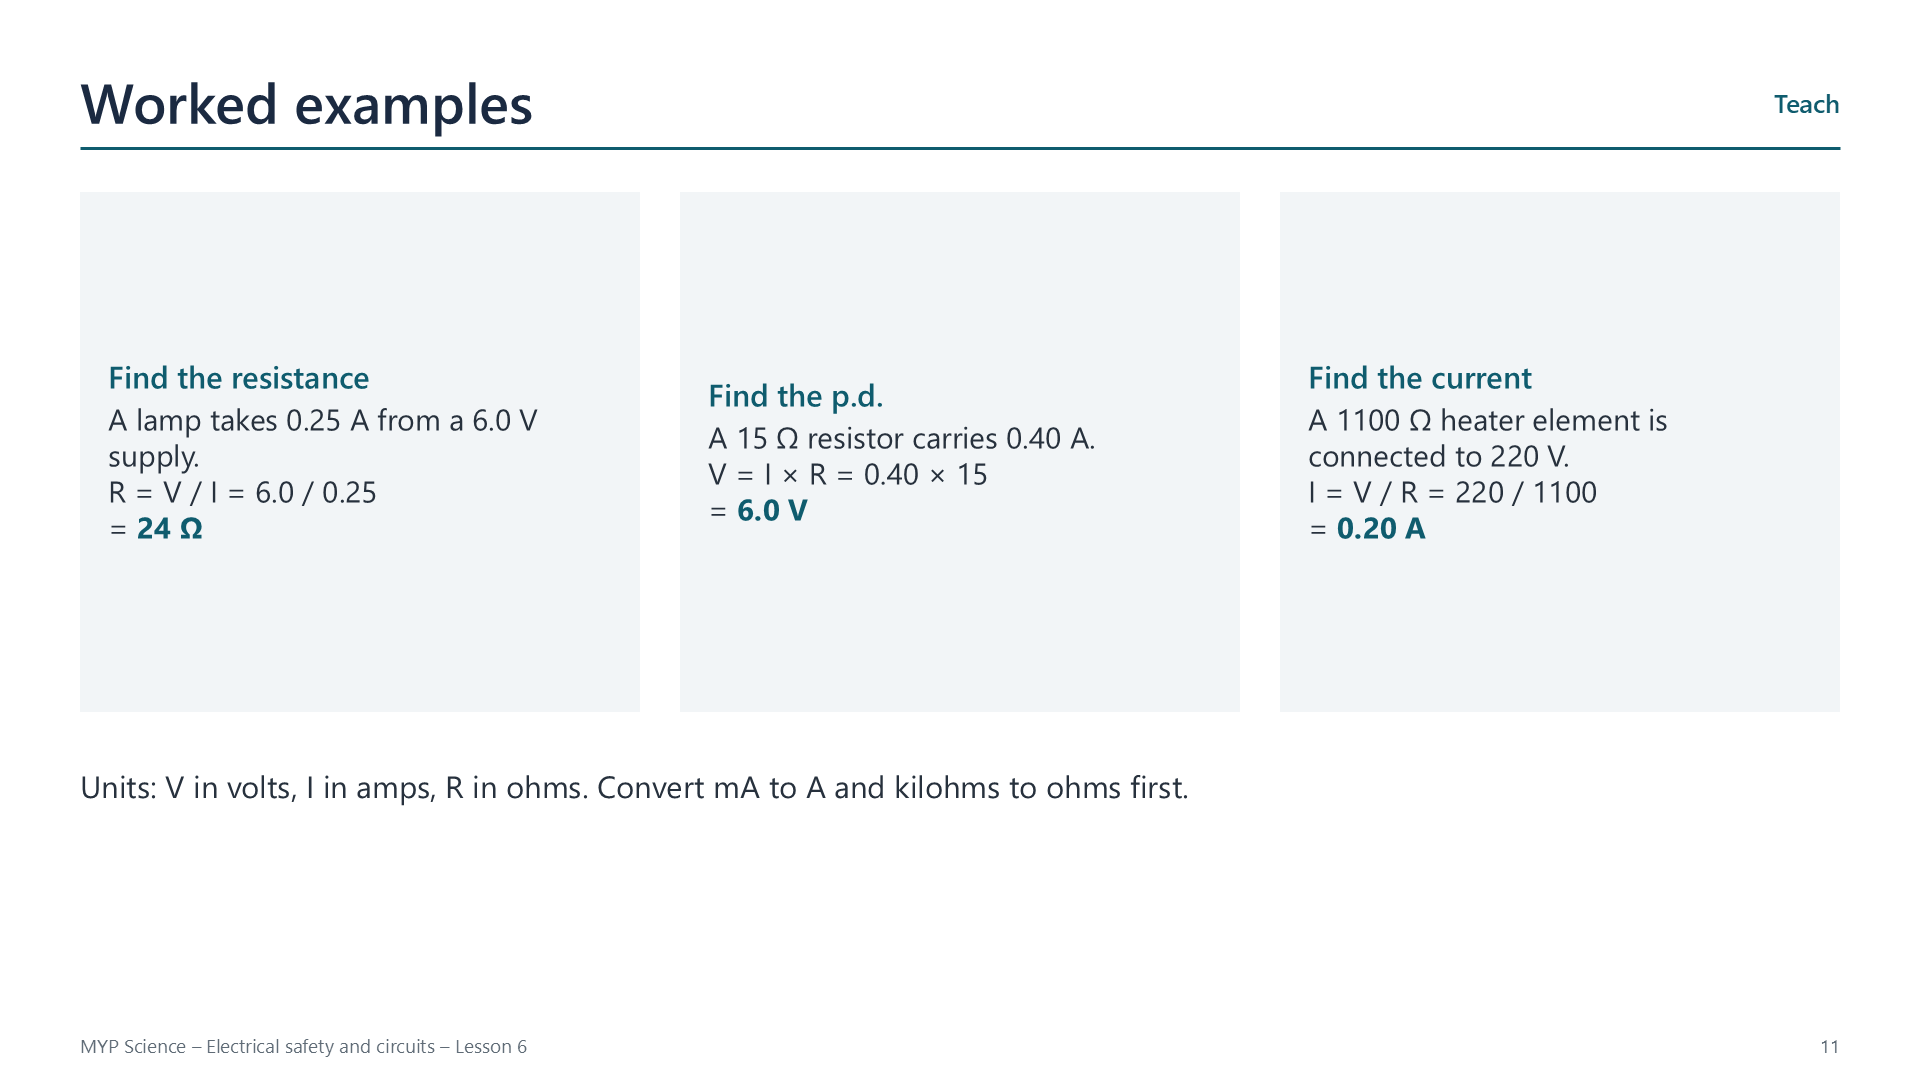 Worked examples
Teach
Find the resistance
A lamp takes 0.25 A from a 6.0 V
supply.
R = V / I = 6.0 / 0.25
= 24 Ω
Find the p.d.
A 15 Ω resistor carries 0.40 A.
V = I × R = 0.40 × 15
= 6.0 V
Find the current
A 1100 Ω heater element is
connected to 220 V.
I = V / R = 220 / 1100
= 0.20 A
Units: V in volts, I in amps, R in ohms. Convert mA to A and kilohms to ohms first.
MYP Science – Electrical safety and circuits – Lesson 6
11